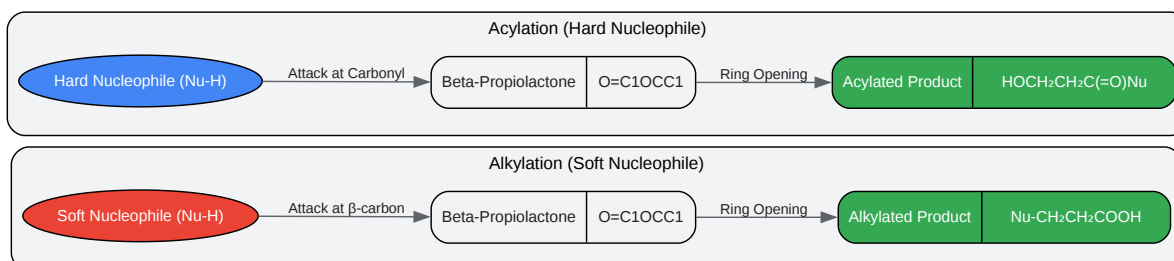 Acylation (Hard Nucleophile)
Hard Nucleophile (Nu-H)
Attack at Carbonyl
Beta-Propiolactone
O=C1OCC1
Ring Opening
Acylated Product
HOCH₂CH₂C(=O)Nu
Alkylation (Soft Nucleophile)
Soft Nucleophile (Nu-H)
Attack at β-carbon
Beta-Propiolactone
O=C1OCC1
Ring Opening
Alkylated Product
Nu-CH₂CH₂COOH